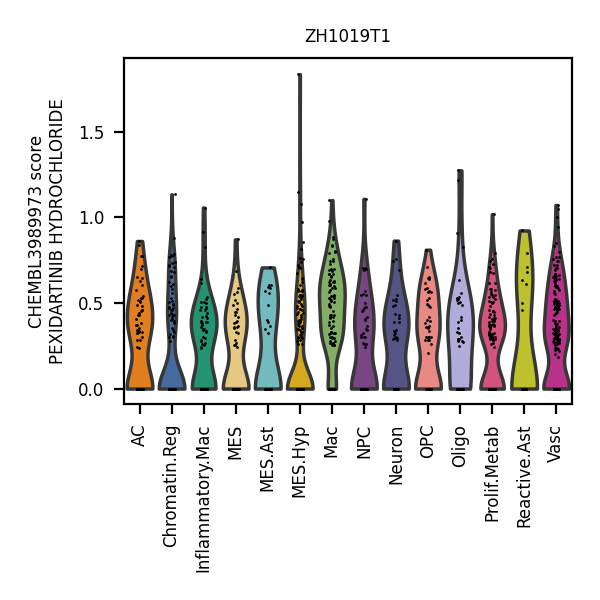 ZH1019T1
CHEMBL3989973 score
PEXIDARTINIB HYDROCHLORIDE
1.5
1.0
0.5
0.0
AC
Chromatin.Reg
Inflammatory.Mac
MES
MES.Ast
MES.Hyp
Mac
NPC
Neuron
OPC
Oligo
Prolif.Metab
Reactive.Ast
Vasc